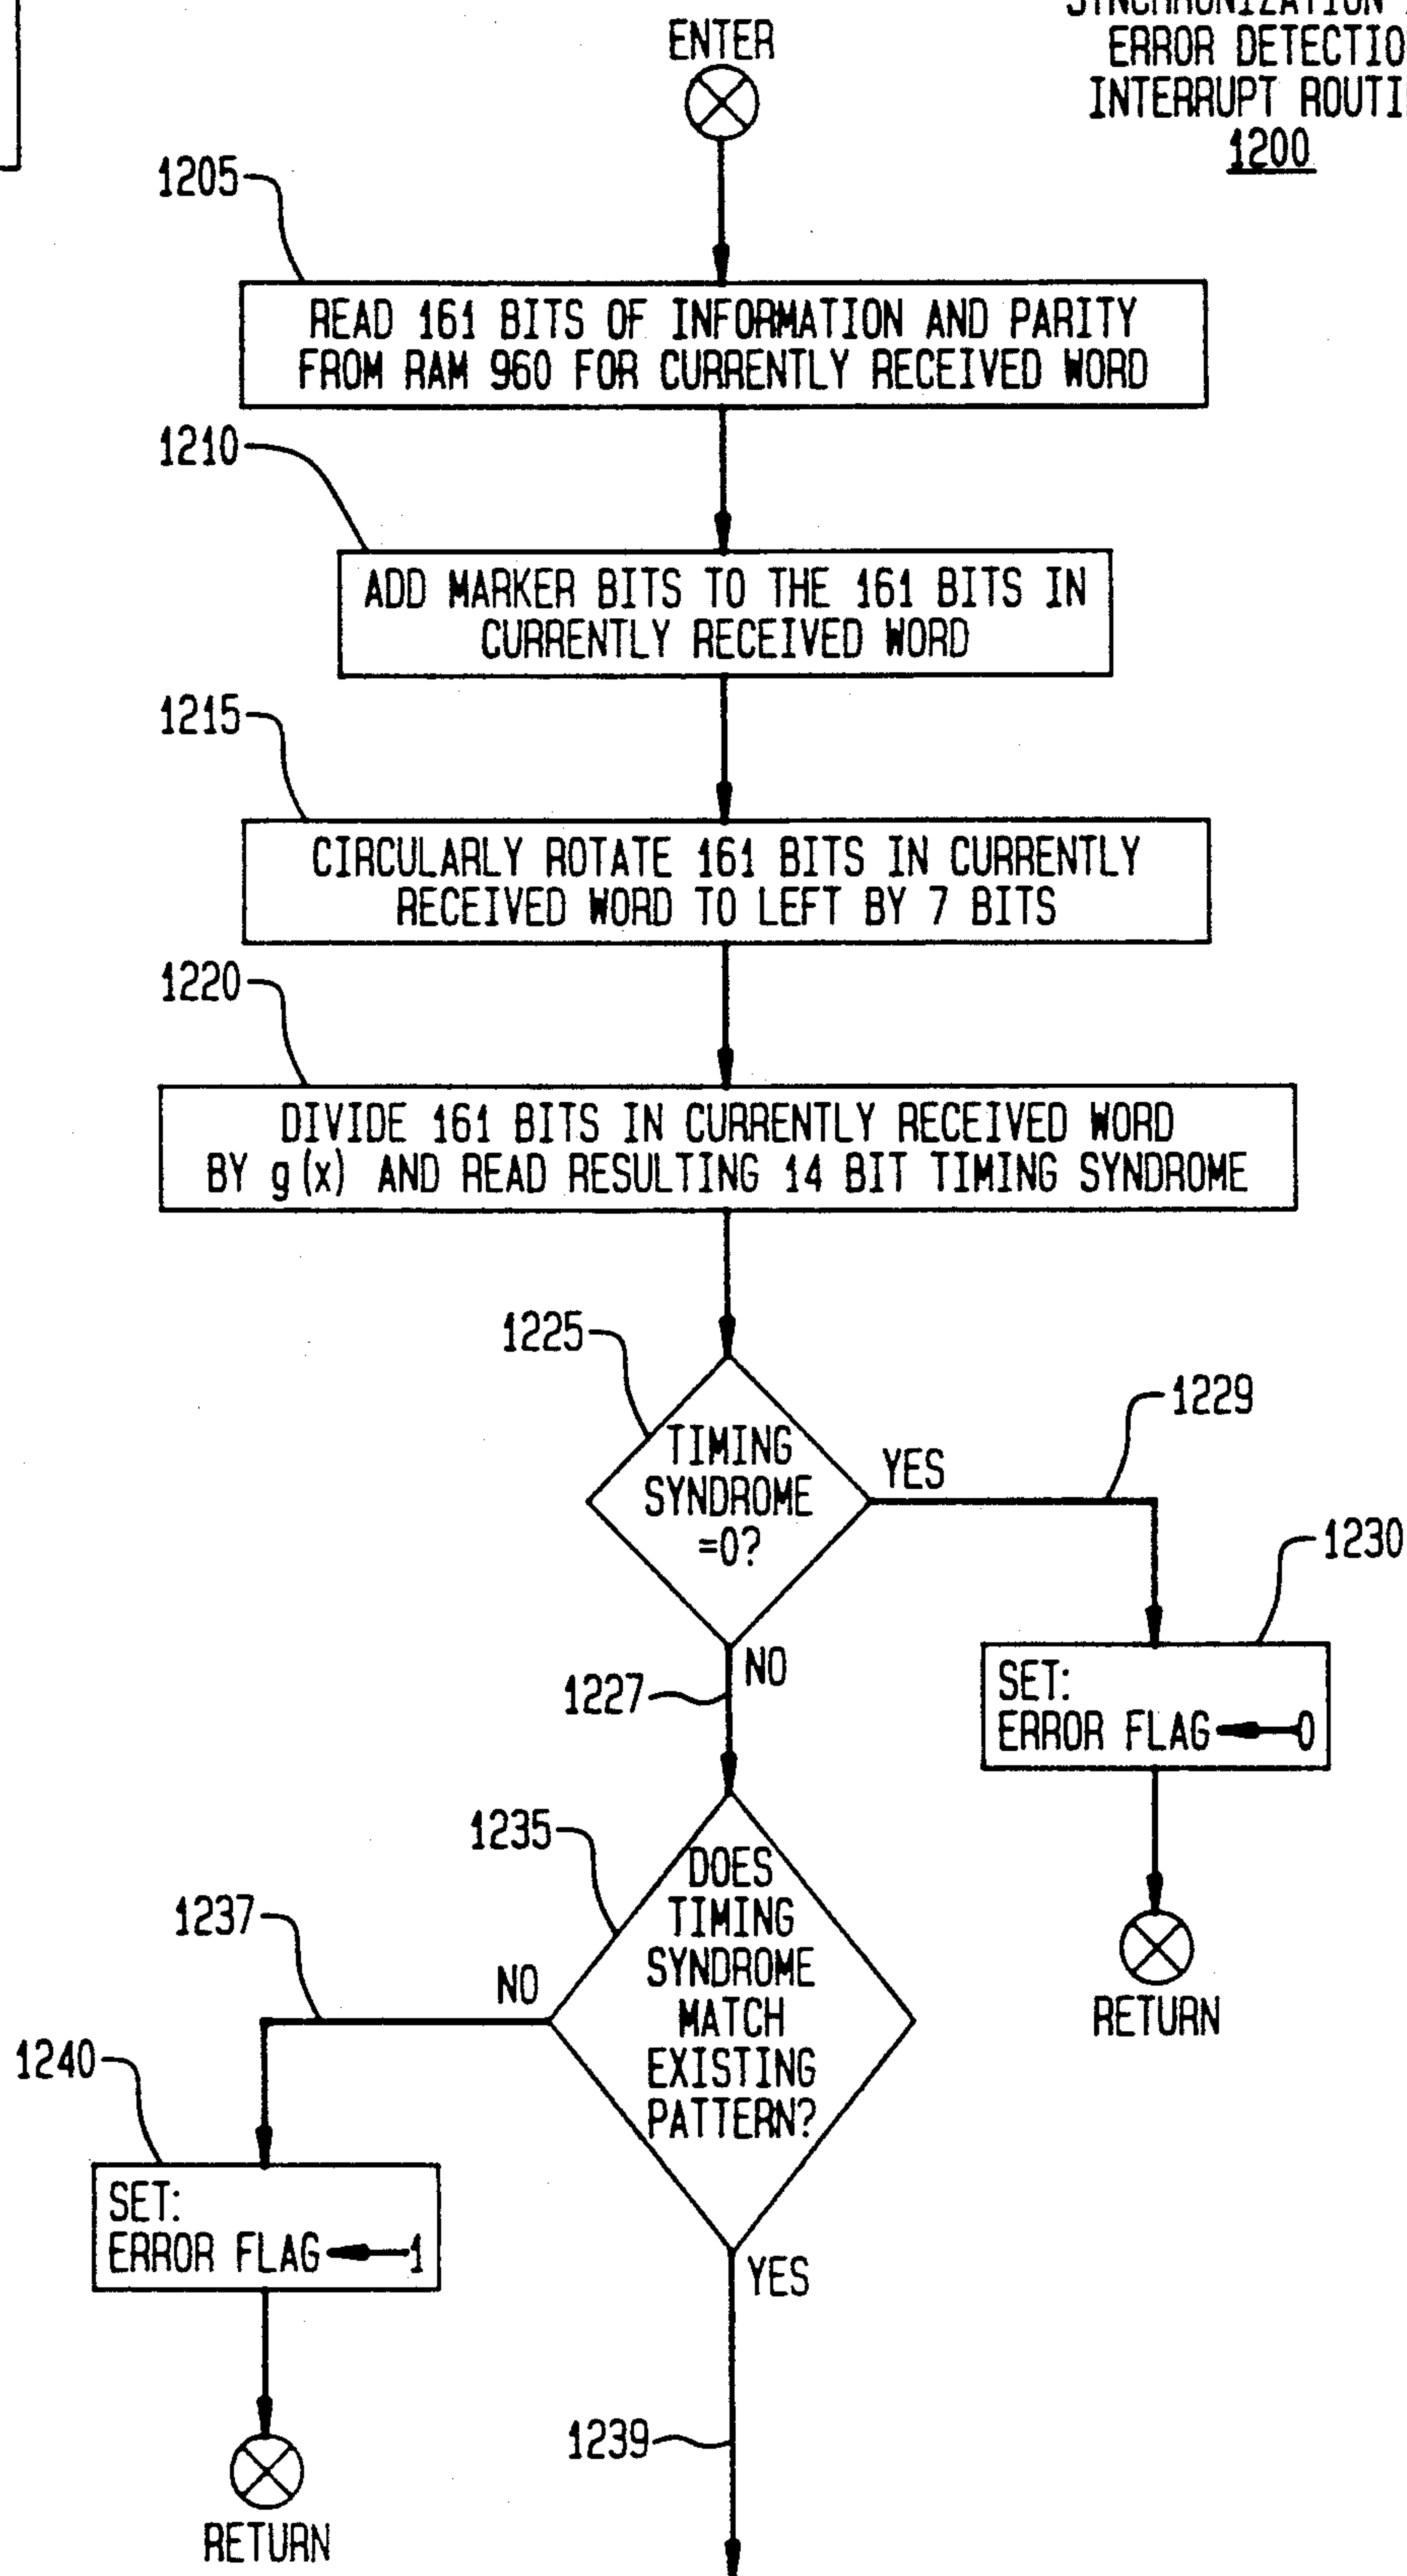 ENTER
ERROR
INTERRUPT
1200
1205
READ 161 BITS OF INFORMATION AND PARITY
FROM RAM 960 FOR CURRENTLY RECEIVED WORD
1210
ADD MARKER BITS TO THE 161 BITS IN
CURRENTLY RECEIVED WORD
1215
CIRCULARLY ROTATE 161 BITS IN CURRENTLY
RECEIVED WORD TO LEFT BY 7 BITS
1220
DIVIDE 161 BITS IN CURRENTLY RECEIVED WORD
BY g(x) AND READ RESULTING 14 BIT TIMING SYNDROME
1225
TIMING
SYNDROME
=0?
YES
1229
1230
SET:
ERROR FLAG ← 0
RETURN
NO
1227
1235
DOES
TIMING
SYNDROME
MATCH
EXISTING
PATTERN?
NO
1237
1240
SET:
ERROR FLAG ← 1
RETURN
YES
1239